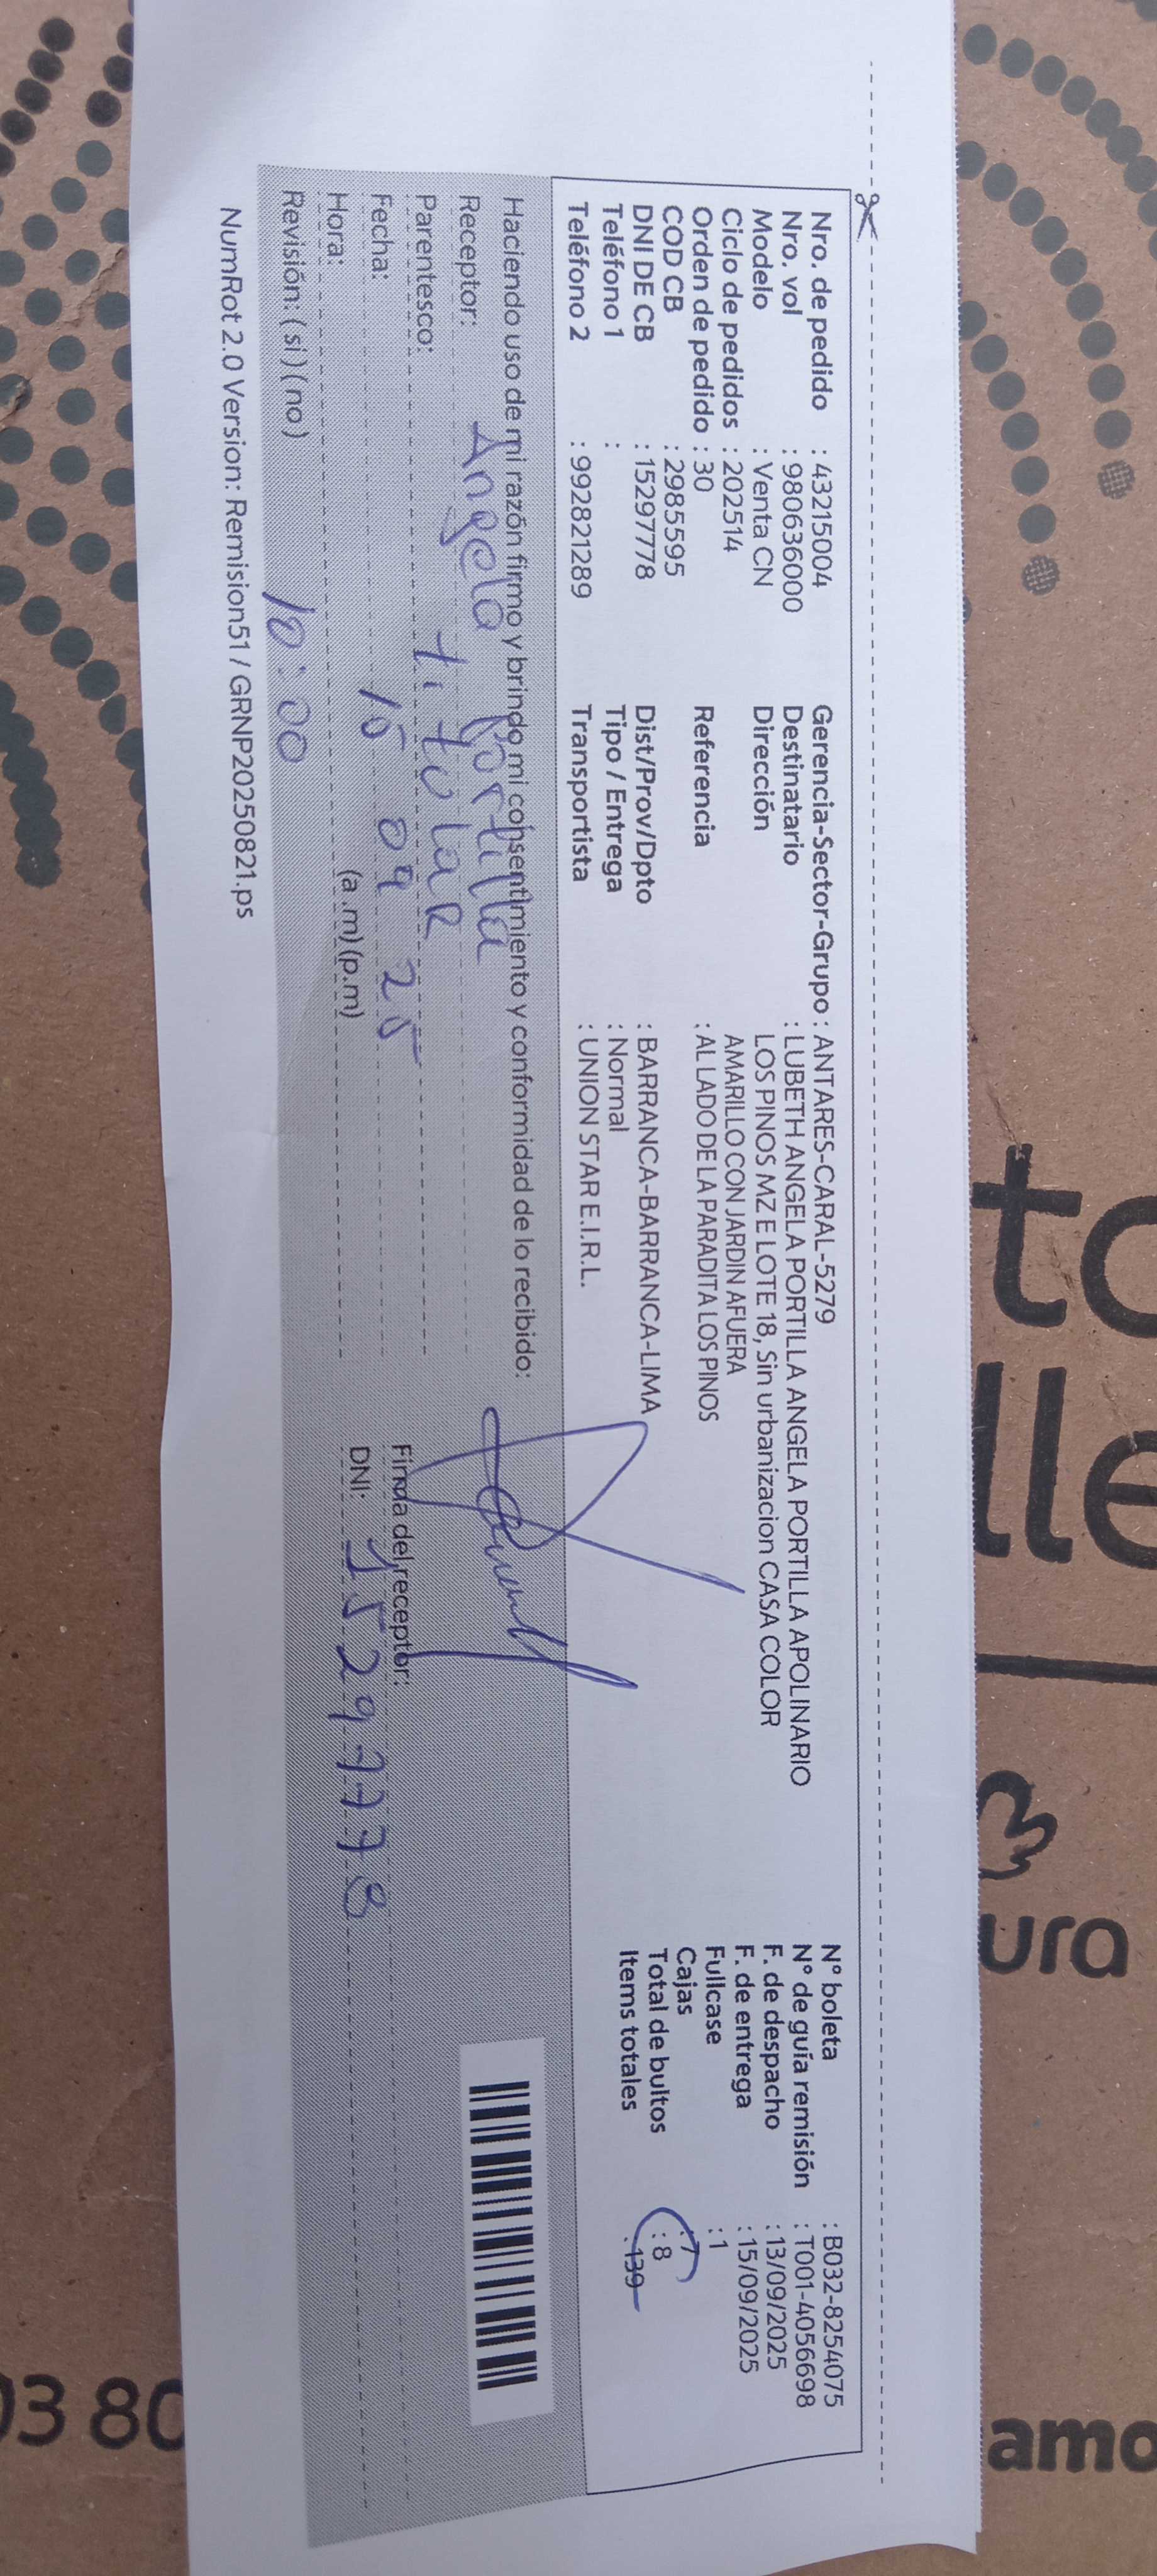 Nro. de pedido : 43215004
Nro. vol : 980636000
Modelo : Venta CN
Ciclo de pedidos : 202514
Orden de pedido : 30
COD CB : 2985595
DNI DE CB : 15297778
Teléfono 1 :
Teléfono 2 : 992821289
Gerencia-Sector-Grupo : ANTARES-CARAL-5279
Destinatario : LUBETH ANGELA PORTILLA ANGELA PORTILLA APOLINARIO
Dirección LOS PINOS MZ E LOTE 18, Sin urbanizacion CASA COLOR
AMARILLO CON JARDIN AFUERA
Referencia : AL LADO DE LA PARADITA LOS PINOS
Dist/Prov/Dpto : BARRANCA-BARRANCA-LIMA
Tipo / Entrega : Normal
Transportista : UNION STAR E.I.R.L.
N° boleta : B032-8254075
N° de guía remisión : T001-4056698
F. de despacho : 13/09/2025
F. de entrega : 15/09/2025
Fullcase : 1
Cajas : 7
Total de bultos : 8
Items totales : 139
Haciendo uso de mi razón firmo y brindo mi consentimiento y conformidad de lo recibido:
Receptor: Angela Portilla
Parentesco: titular
Fecha: 15 09 25
Hora: (a.m)(p.m)
Revisión: (si)(no) 10:00
Firma del receptor:
DNI: 15297778
NumRot 2.0 Version: Remision51 / GRNP20250821.ps
to
lle
ura
amo
03 80